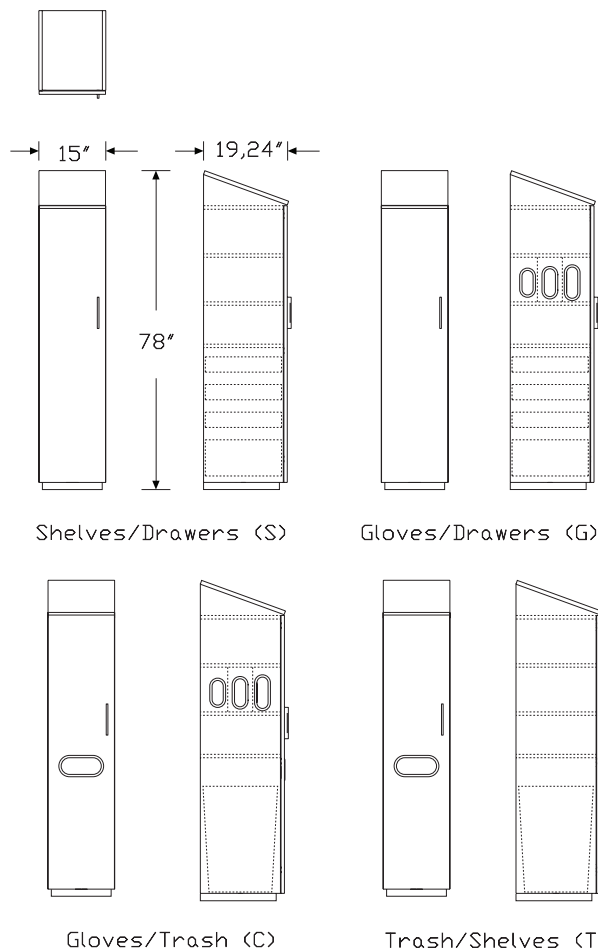 15″
19,24″
78″
Shelves/Drawers (S)
Gloves/Drawers (G)
Gloves/Trash (C)
Trash/Shelves (T